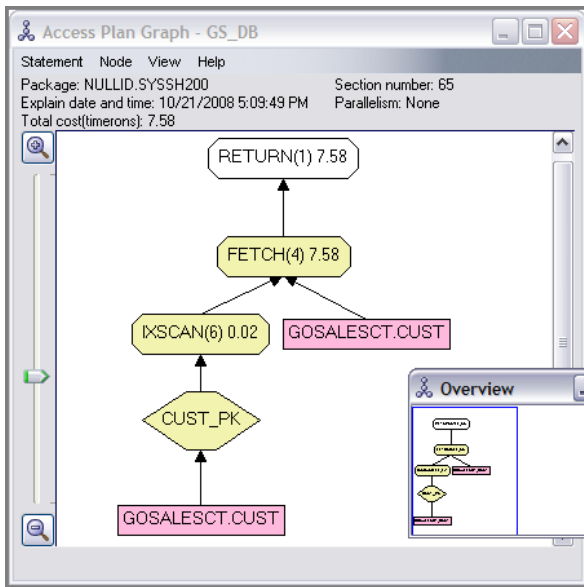 Access Plan Graph - GS_DB
Statement Node View Help
Package: NULLID.SYSSH200 Section number: 65
Explain date and time: 10/21/2008 5:09:49 PM Parallelism: None
Total cost(timerons): 7.58
RETURN(1) 7.58
FETCH(4) 7.58
IXSCAN(6) 0.02 GOSALESCT.CUST
CUST_PK
GOSALESCT.CUST
Overview